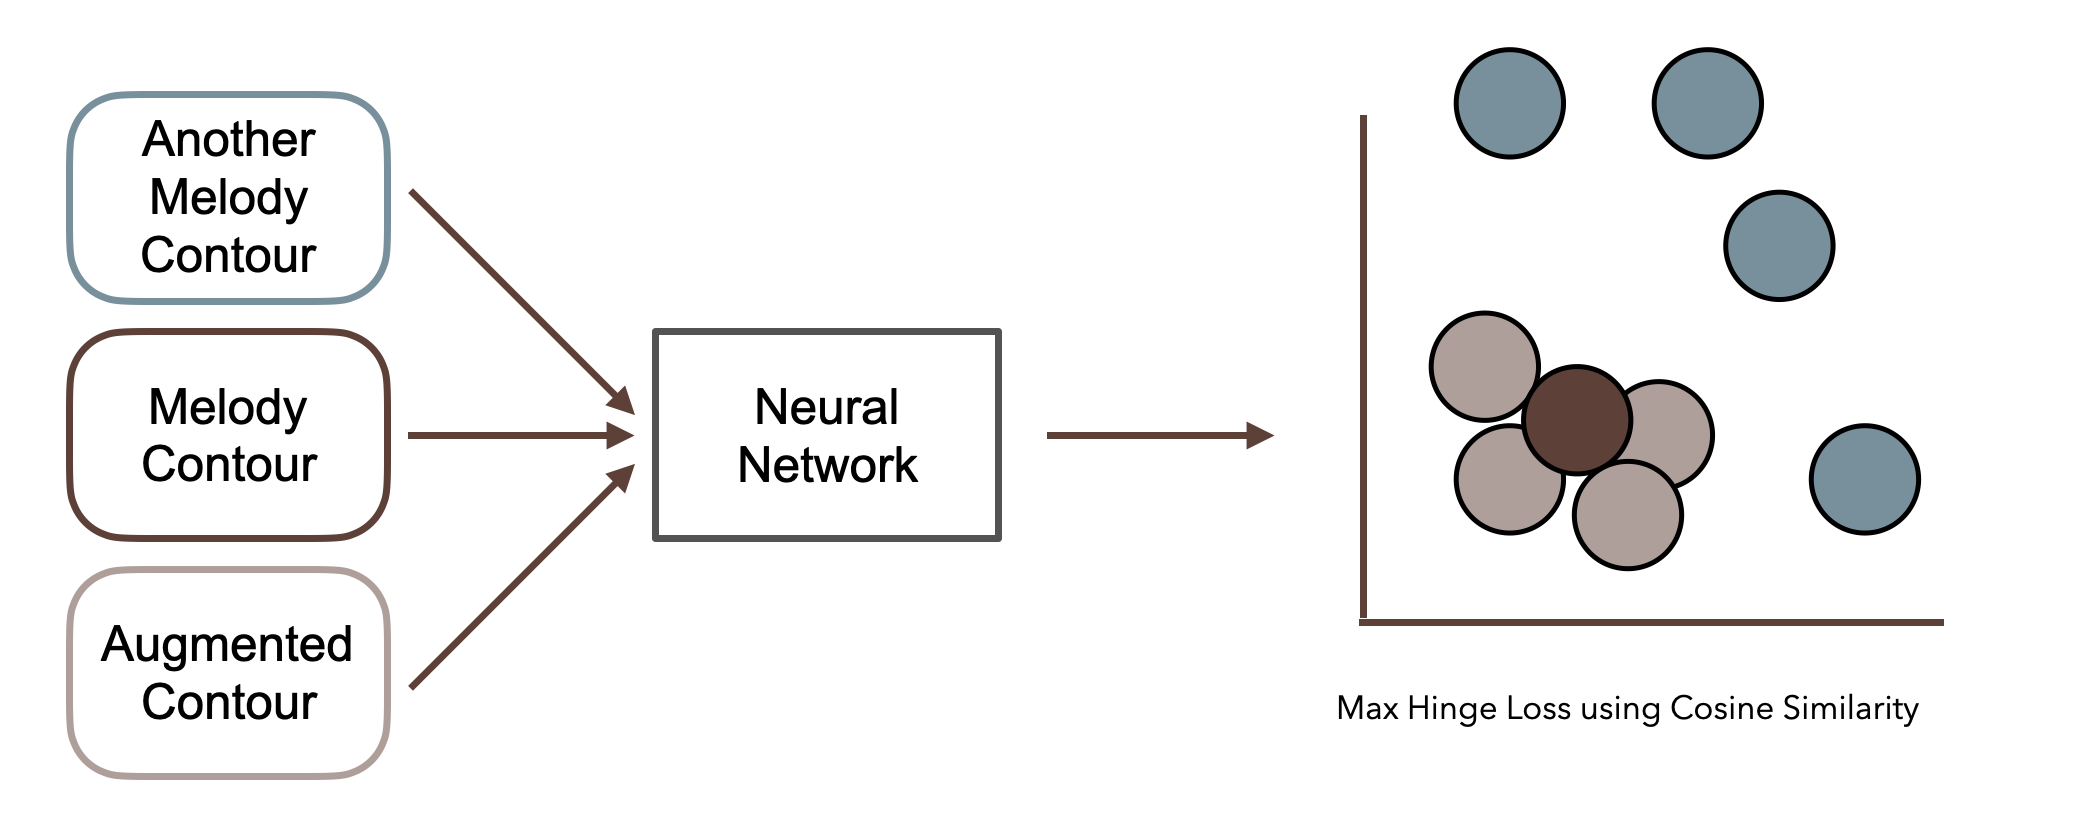 Another
Melody
Contour
Melody
Contour
Augmented
Contour
Neural
Network
Max Hinge Loss using Cosine Similarity